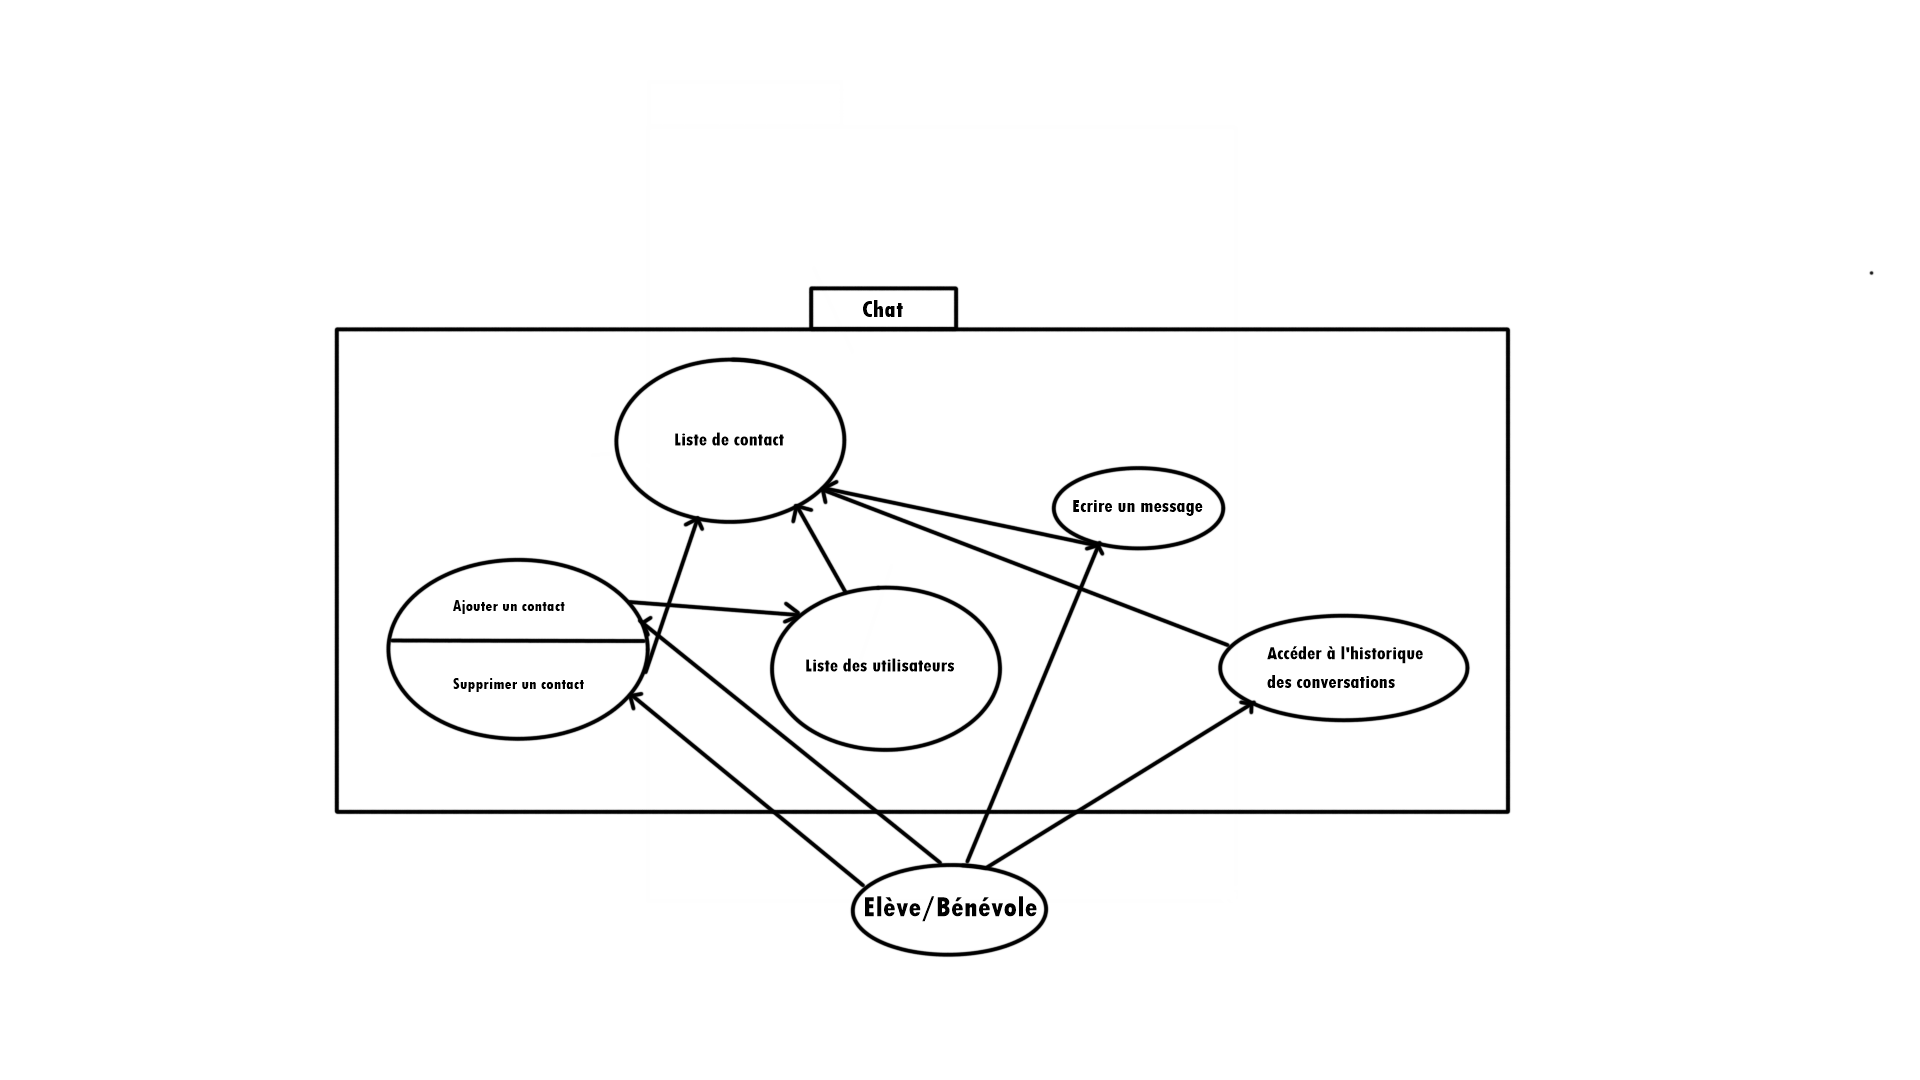 Chat
Liste de contact
Ecrire un message
Ajouter un contact
Supprimer un contact
Liste des utilisateurs
Accéder à l'historique
des conversations
Elève/Bénévole